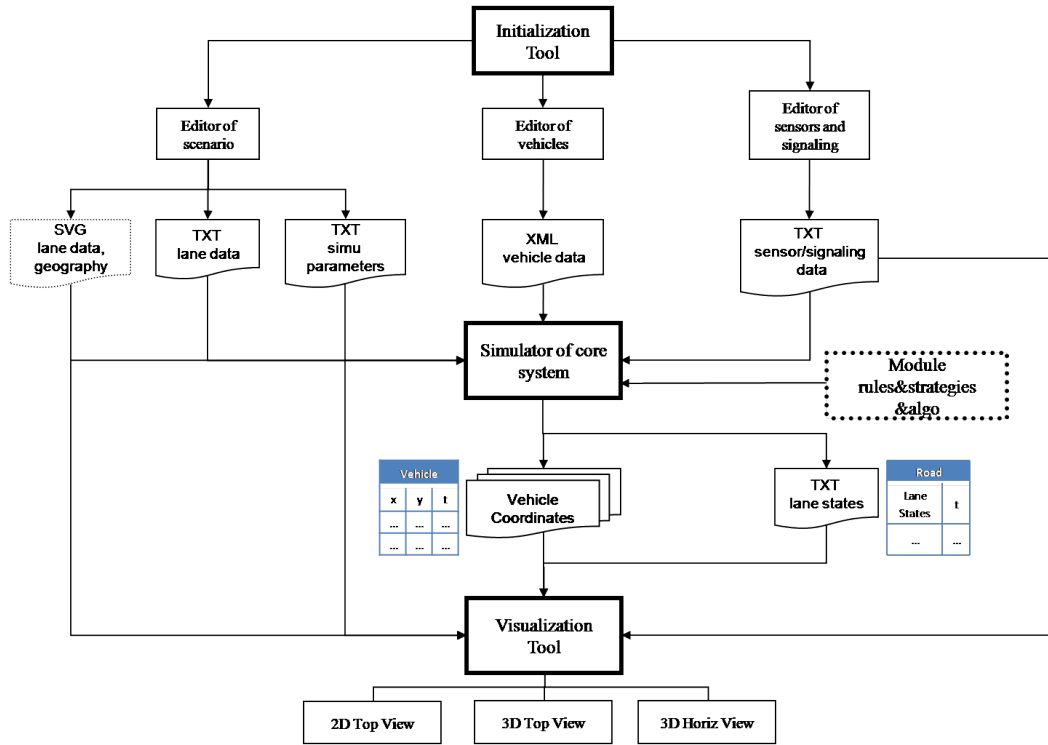 Initialization
Tool
Editor of
scenario
Editor of
vehicles
Editor of
sensors and
signaling
SVG
lane data,
geography
TXT
lane data
TXT
simu
parameters
XML
vehicle data
TXT
sensor/signaling
data
Simulator of core
system
Module
rules&strategies
&algo
Vehicle
x y t
... ... ...
... ... ...
Vehicle
Coordinates
TXT
lane states
Road
Lane
States
t
... ...
Visualization
Tool
2D Top View
3D Top View
3D Horiz View